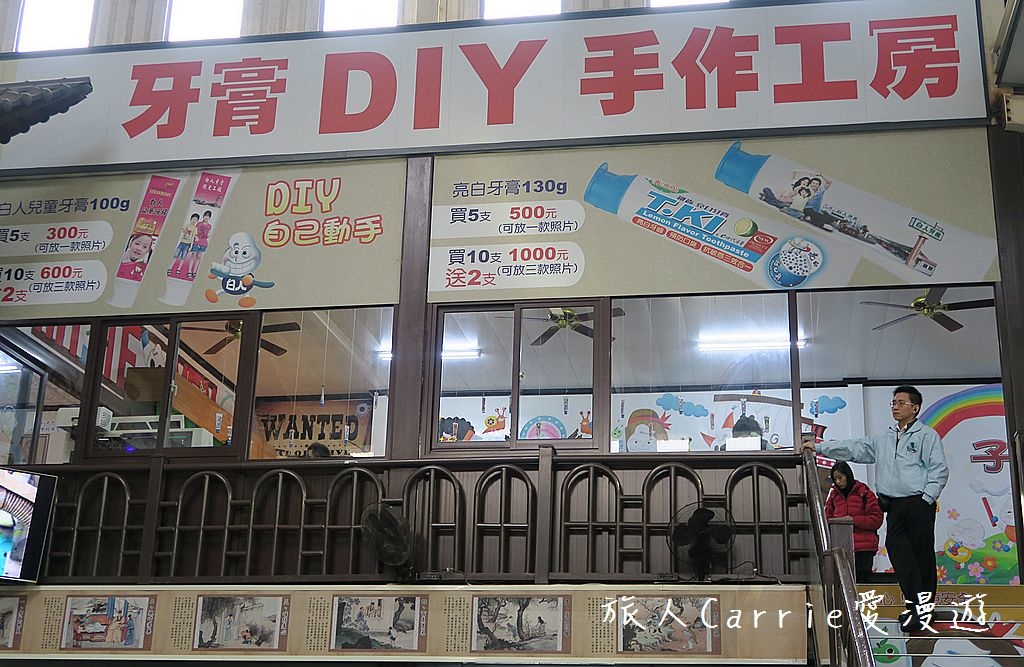 牙膏 DIY 手作工房
白人兒童牙膏100g
買5支 300元
(可放一款照片)
買10支 600元
2支 (可放三款照片)
DIY
自己動手
白人
亮白牙膏130g
買5支 500元
(可放一款照片)
買10支 1000元
送2支 (可放三款照片)
T.KI
Lemon Flavor Toothpaste
WANTED
子
旅人Carrie愛漫遊